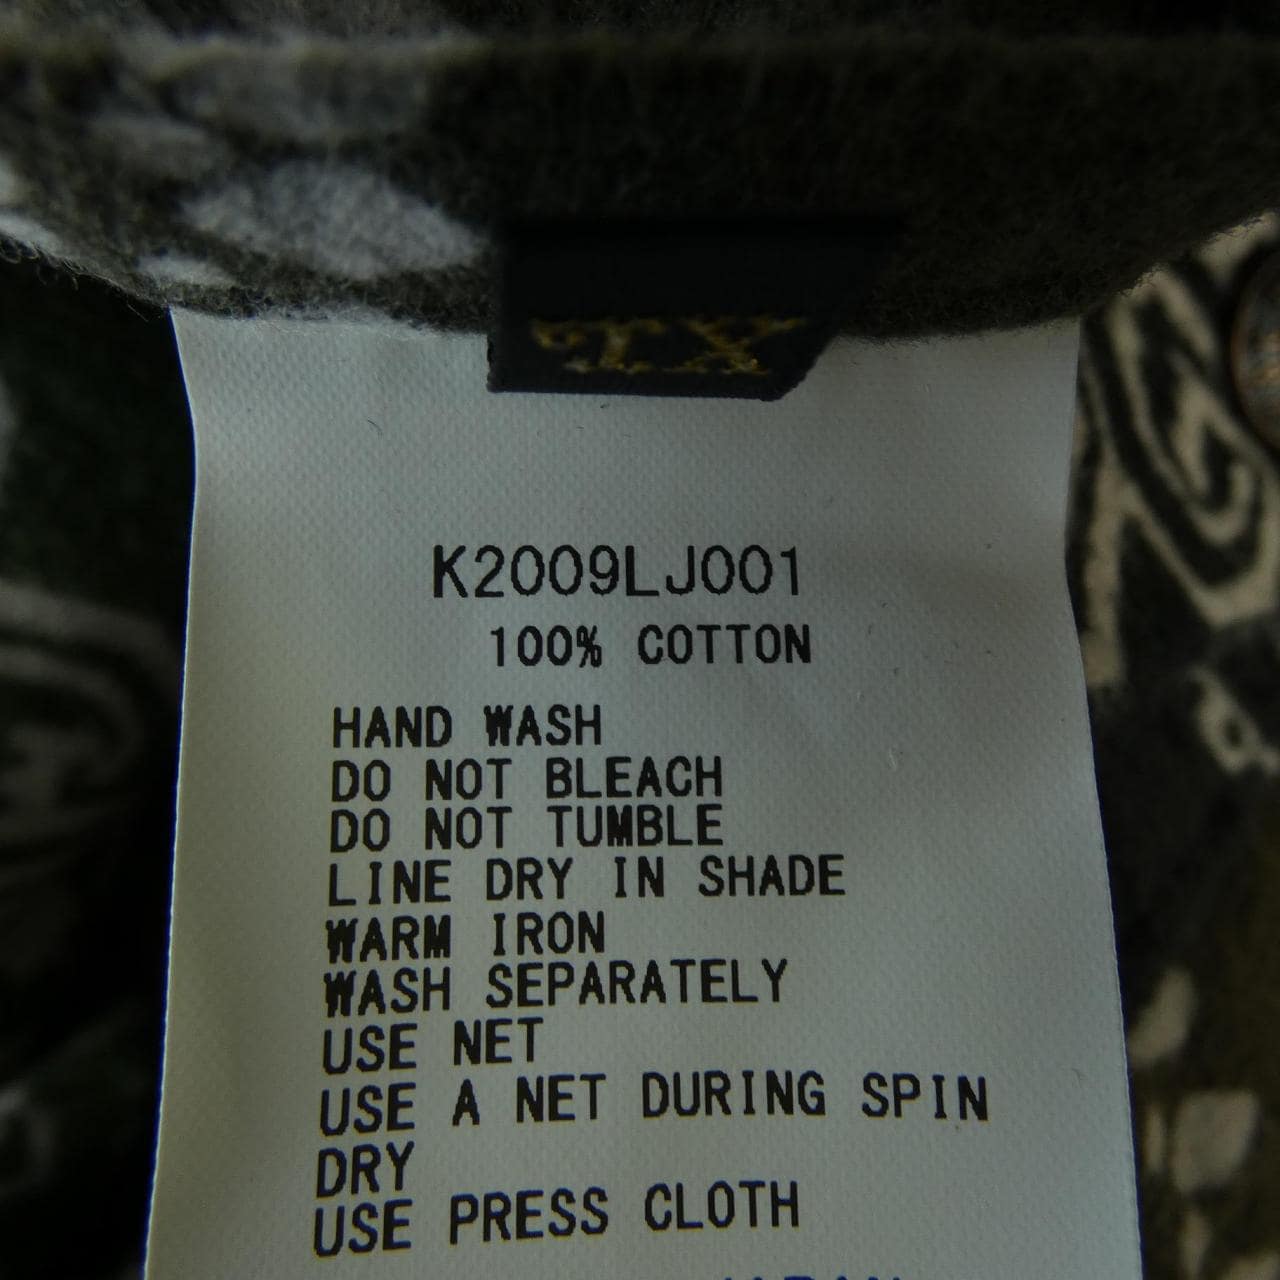 K2009LJ001
100% COTTON
HAND WASH
DO NOT BLEACH
DO NOT TUMBLE
LINE DRY IN SHADE
WARM IRON
WASH SEPARATELY
USE NET
USE A NET DURING SPIN
DRY
USE PRESS CLOTH